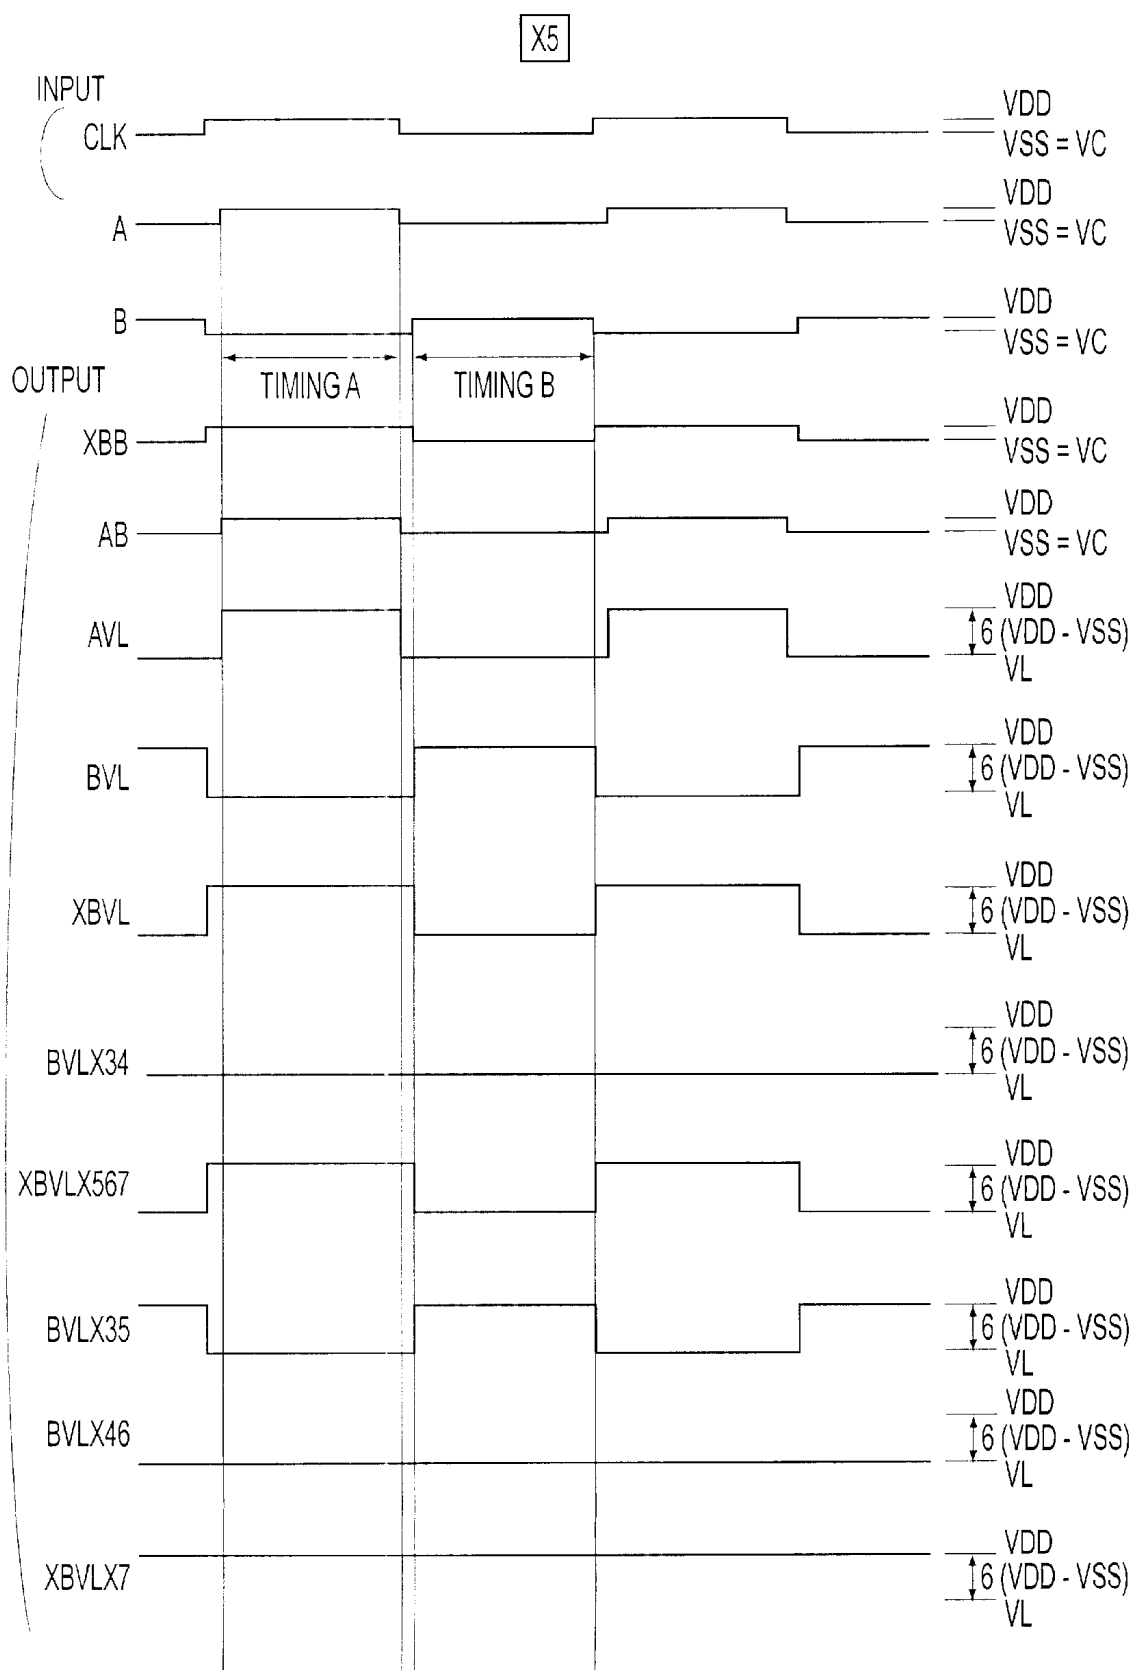 X5
INPUT
CLK
VDD
VSS = VC
A
VDD
VSS = VC
B
VDD
VSS = VC
TIMING A
TIMING B
OUTPUT
XBB
VDD
VSS = VC
AB
VDD
VSS = VC
AVL
VDD
6 (VDD - VSS)
VL
BVL
VDD
6 (VDD - VSS)
VL
XBVL
VDD
6 (VDD - VSS)
VL
BVLX34
VDD
6 (VDD - VSS)
VL
XBVLX567
VDD
6 (VDD - VSS)
VL
BVLX35
VDD
6 (VDD - VSS)
VL
BVLX46
VDD
6 (VDD - VSS)
VL
XBVLX7
VDD
6 (VDD - VSS)
VL